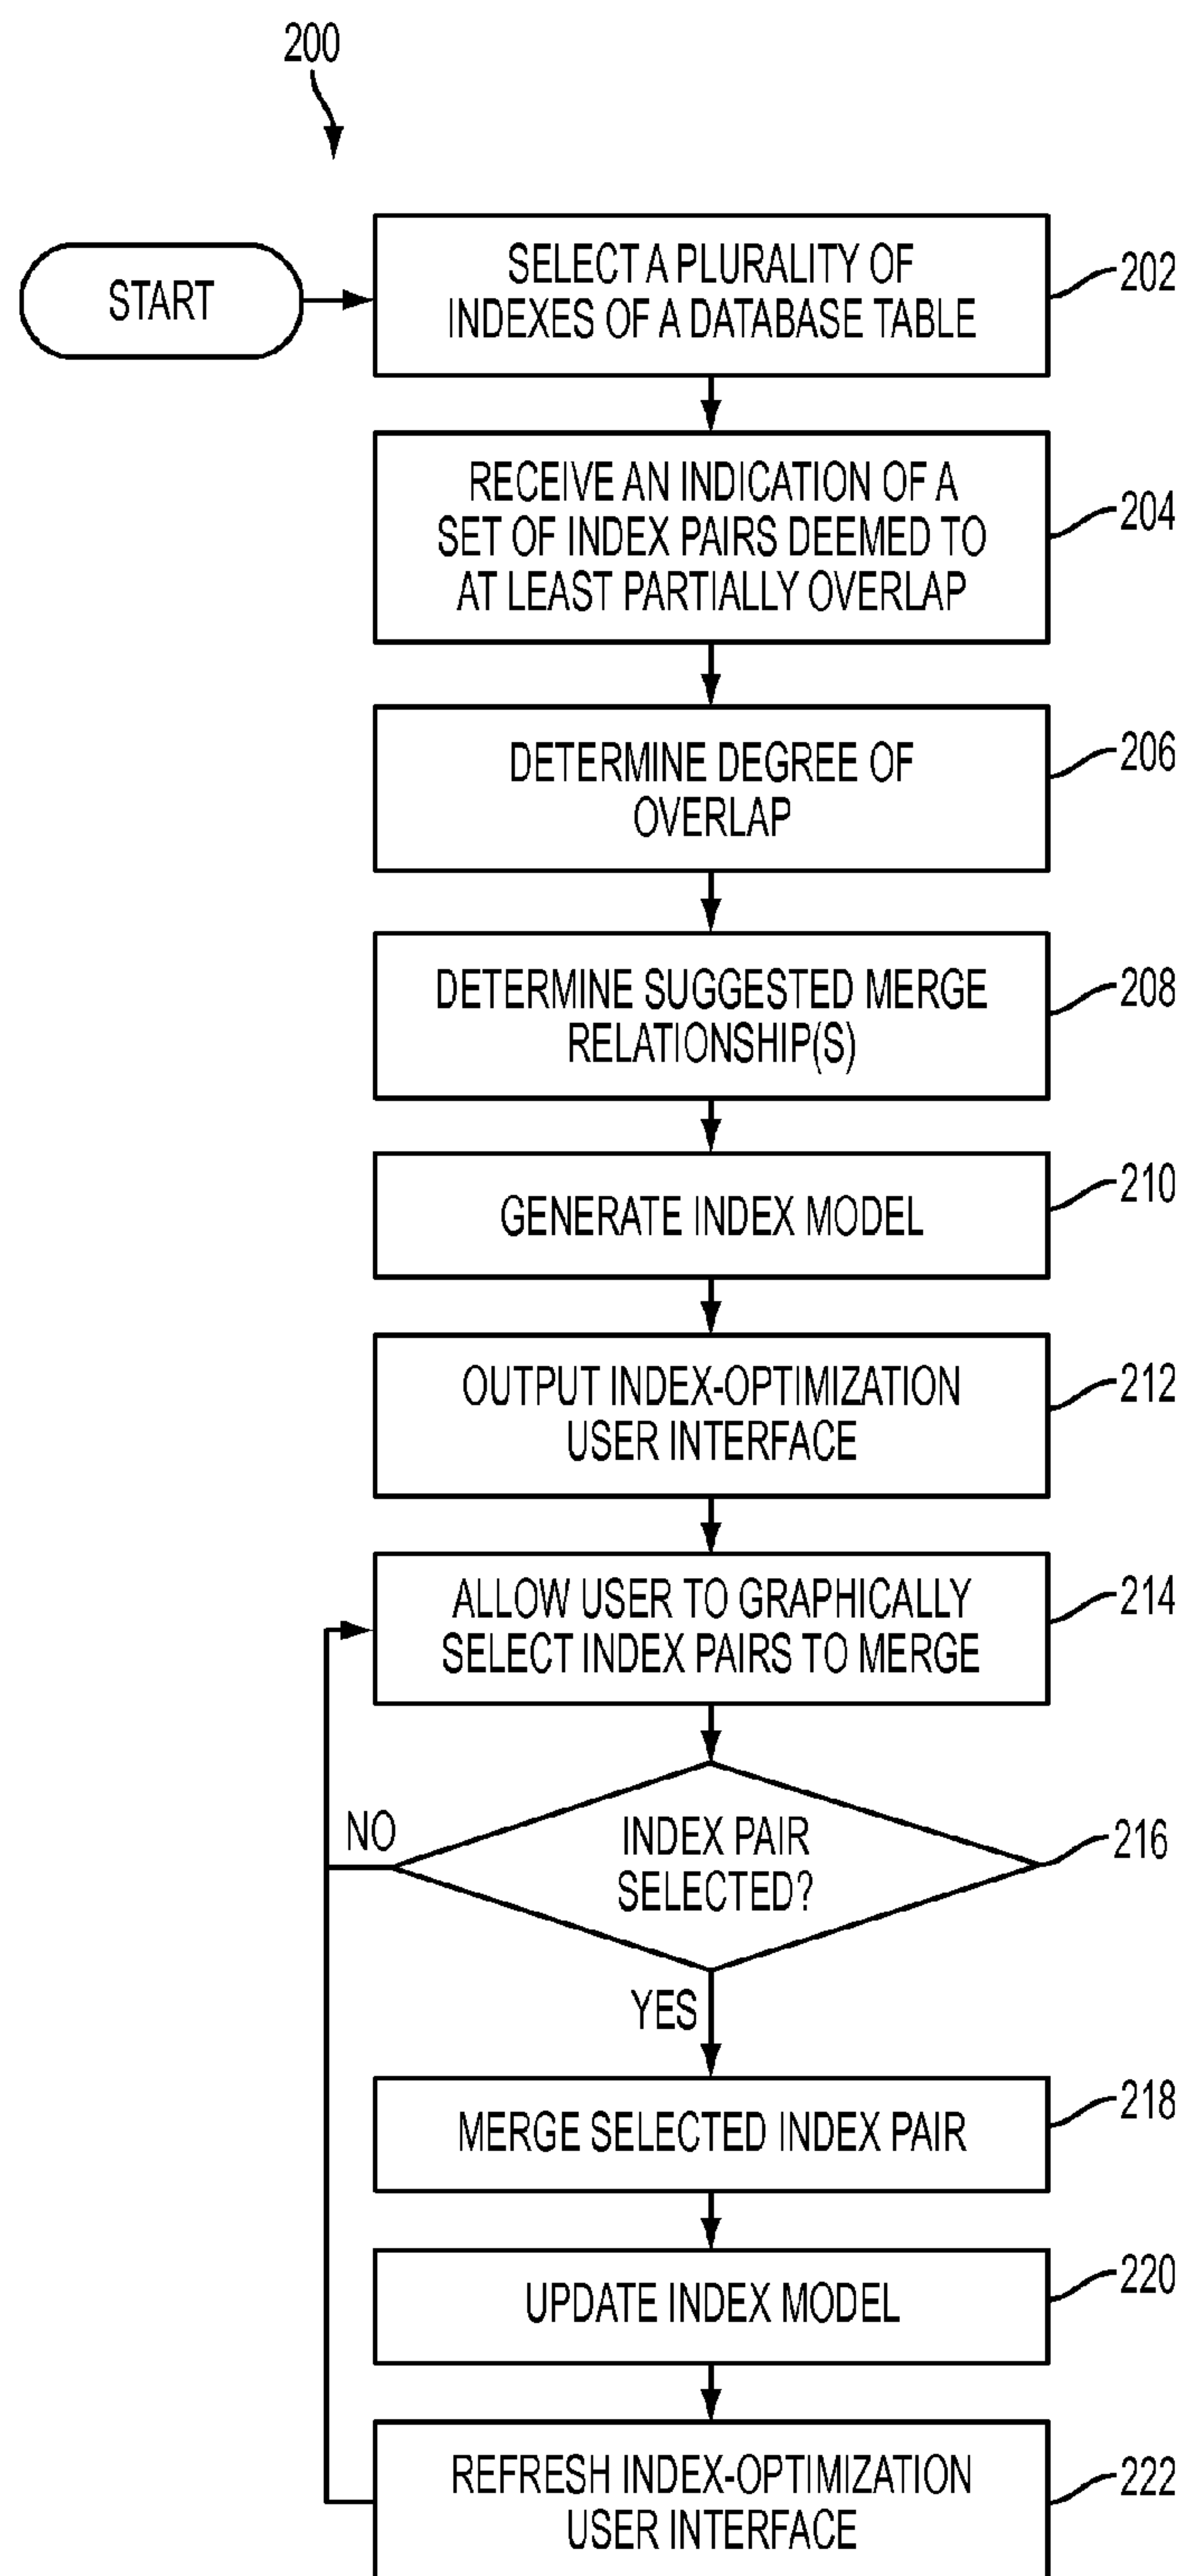 200
START
SELECT A PLURALITY OF
INDEXES OF A DATABASE TABLE
202
RECEIVE AN INDICATION OF A
SET OF INDEX PAIRS DEEMED TO
AT LEAST PARTIALLY OVERLAP
204
DETERMINE DEGREE OF
OVERLAP
206
DETERMINE SUGGESTED MERGE
RELATIONSHIP(S)
208
GENERATE INDEX MODEL
210
OUTPUT INDEX-OPTIMIZATION
USER INTERFACE
212
ALLOW USER TO GRAPHICALLY
SELECT INDEX PAIRS TO MERGE
214
NO
INDEX PAIR
SELECTED?
216
YES
MERGE SELECTED INDEX PAIR
218
UPDATE INDEX MODEL
220
REFRESH INDEX-OPTIMIZATION
USER INTERFACE
222